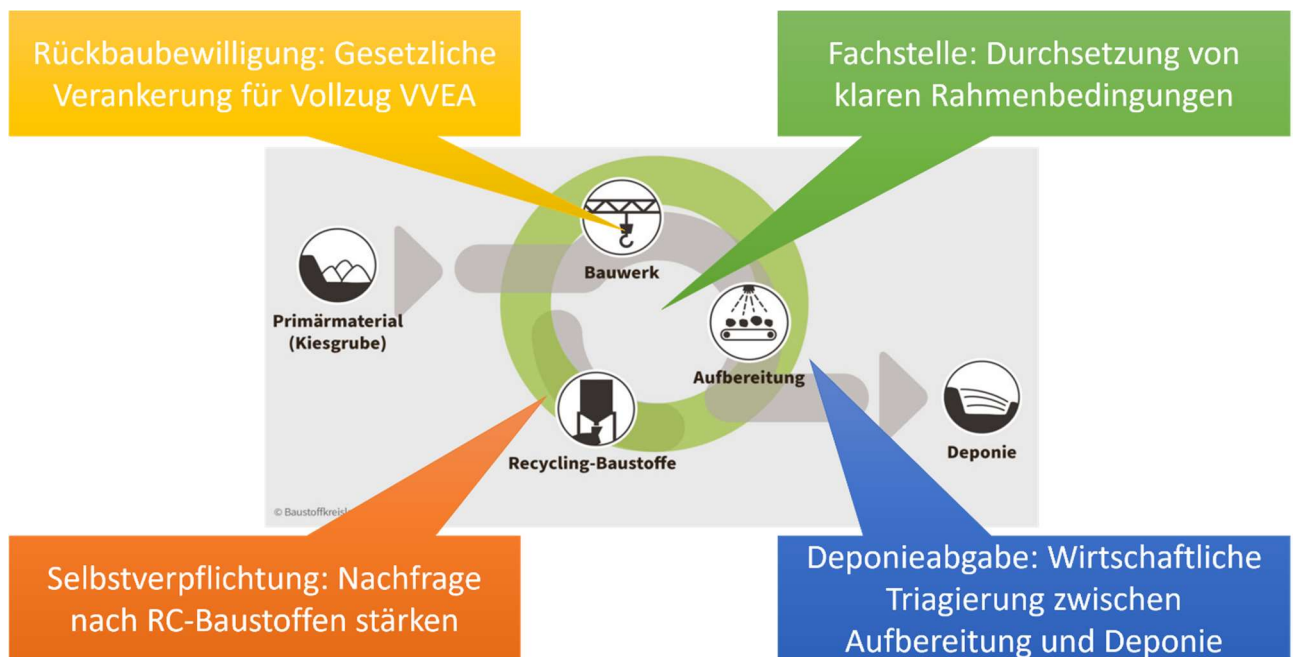 Rückbaubewilligung: Gesetzliche
Verankerung für Vollzug VVEA
Fachstelle: Durchsetzung von
klaren Rahmenbedingungen
Bauwerk
Primärmaterial
(Kiesgrube)
Aufbereitung
Recycling-Baustoffe
Deponie
©
Selbstverpflichtung: Nachfrage
nach RC-Baustoffen stärken
Deponieabgabe: Wirtschaftliche
Triagierung zwischen
Aufbereitung und Deponie